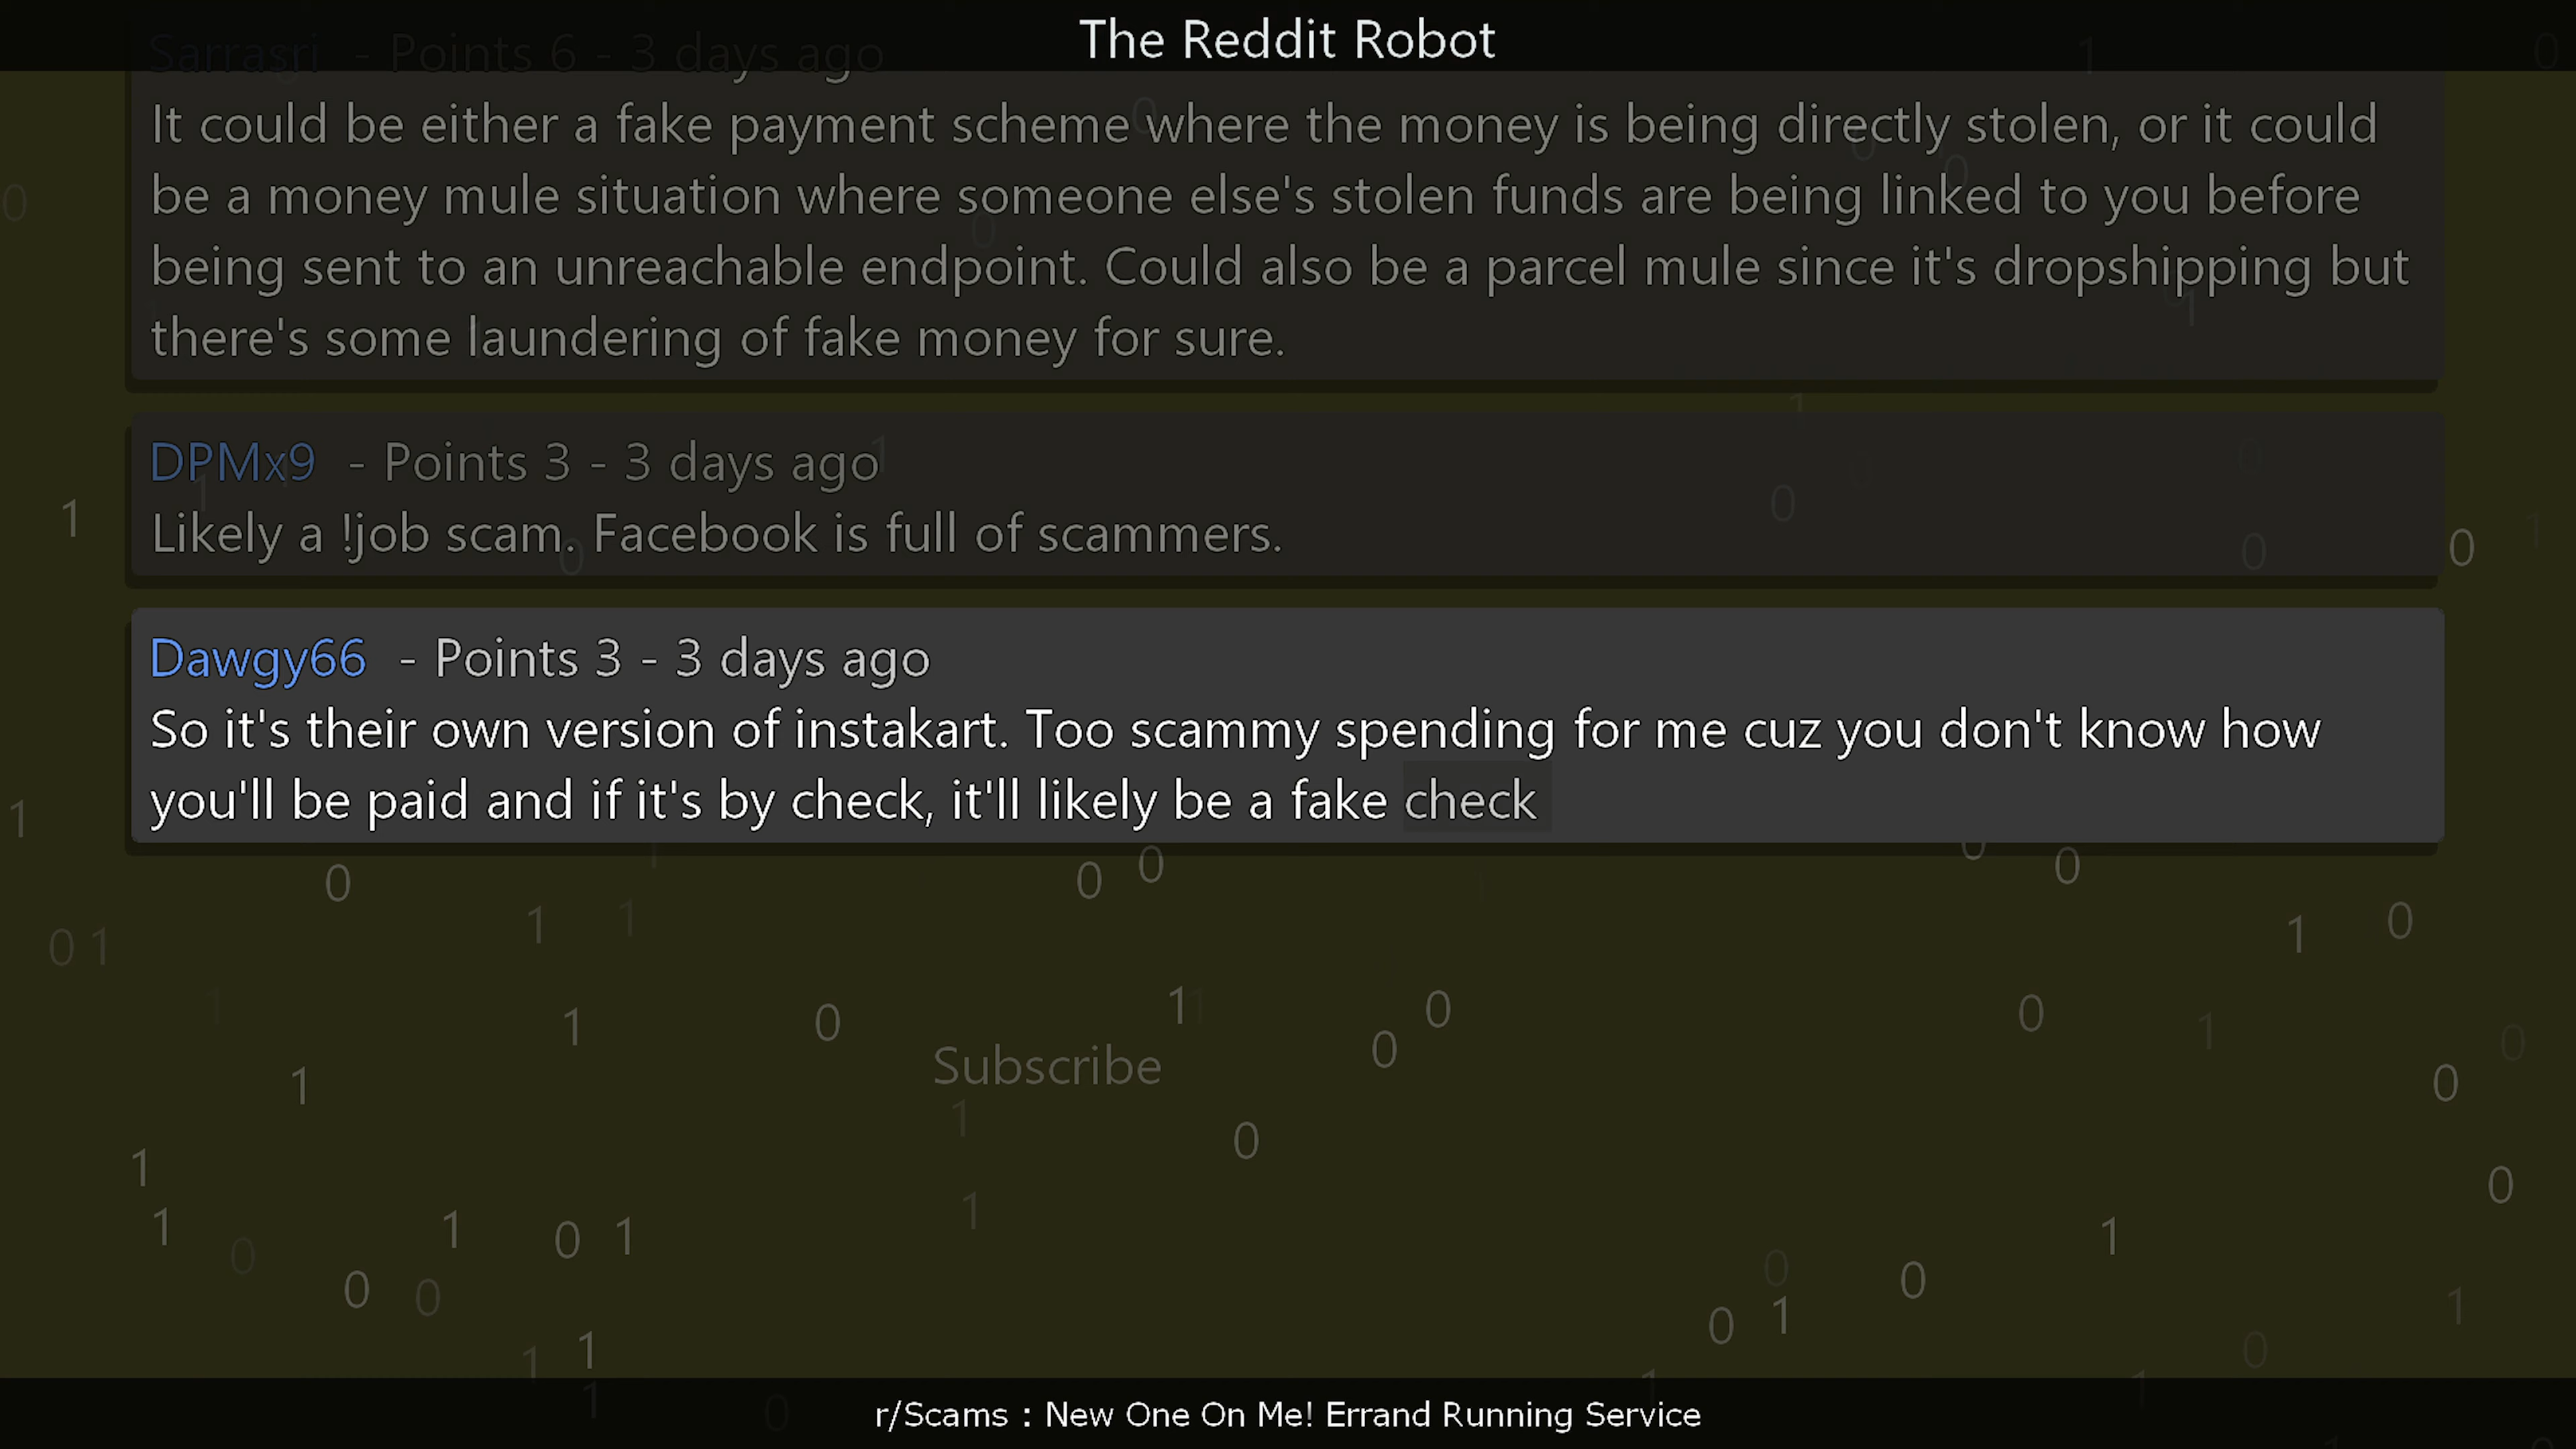 The Reddit Robot
Sarrasri - Points 6 - 3 days ago
It could be either a fake payment scheme where the money is being directly stolen, or it could
be a money mule situation where someone else's stolen funds are being linked to you before
being sent to an unreachable endpoint. Could also be a parcel mule since it's dropshipping but
there's some laundering of fake money for sure.
DPMx9 - Points 3 - 3 days ago
Likely a !job scam. Facebook is full of scammers.
Dawgy66 - Points 3 - 3 days ago
So it's their own version of instakart. Too scammy spending for me cuz you don't know how
you'll be paid and if it's by check, it'll likely be a fake check
Subscribe
r/Scams : New One On Me! Errand Running Service